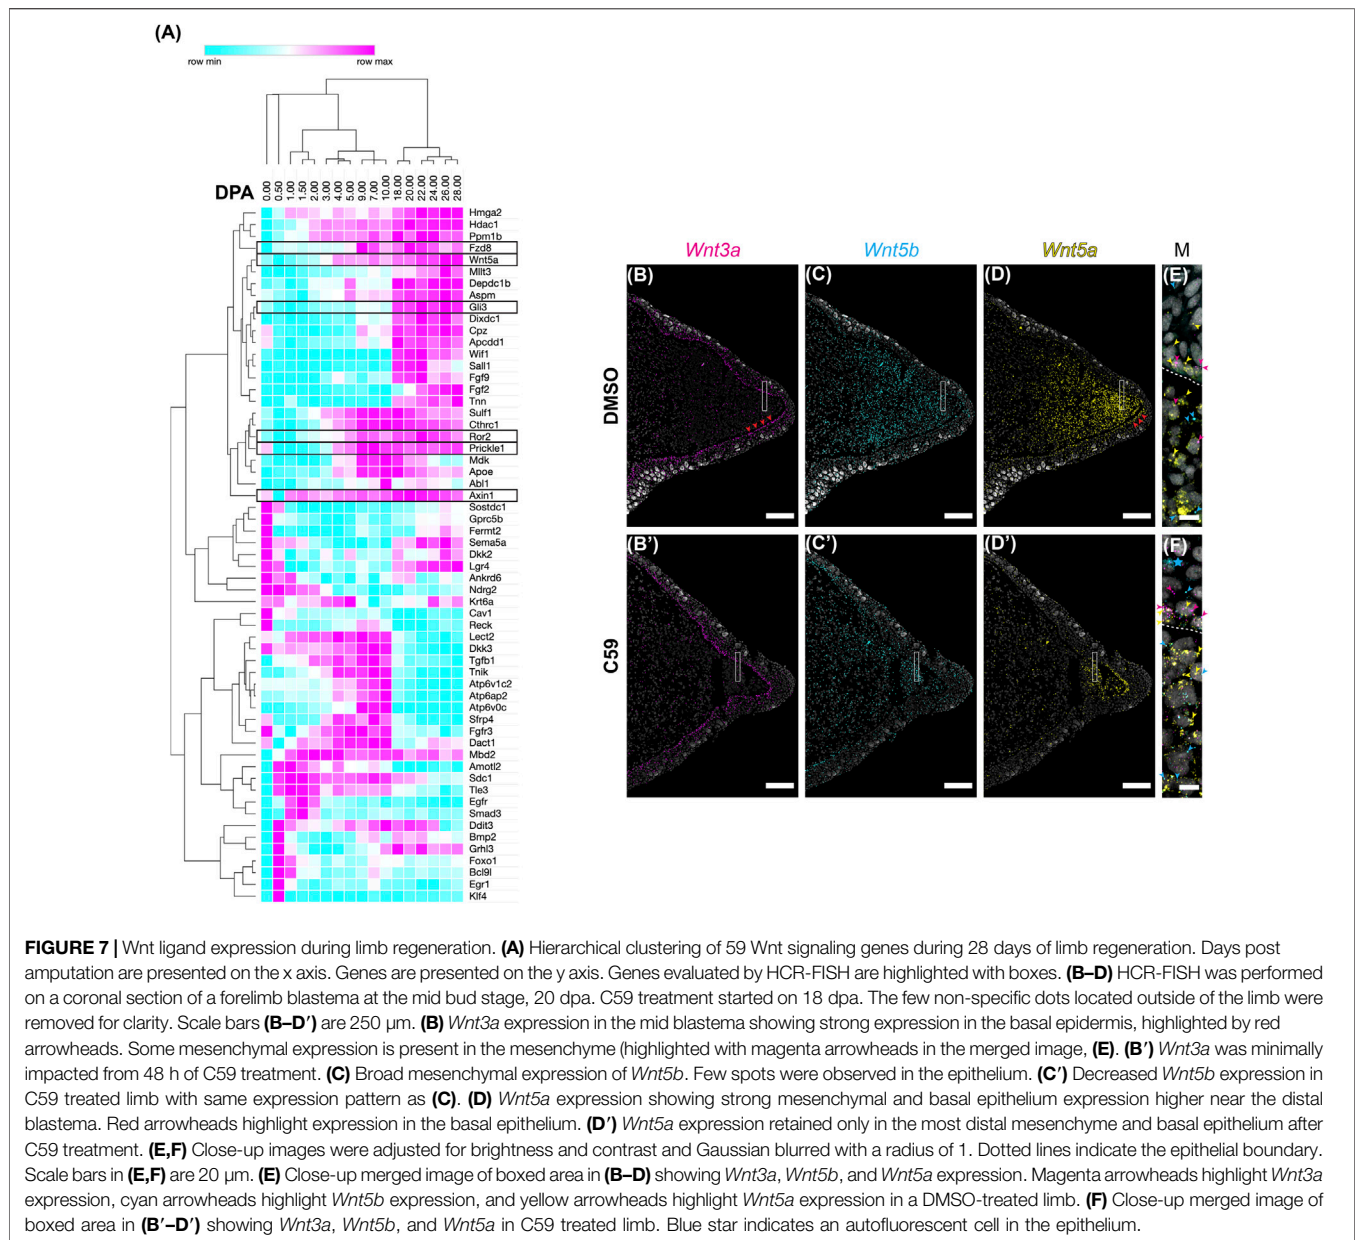 (A)
row min
row max
DPA
0.00
0.50
1.00
1.50
2.00
3.00
4.00
5.00
9.00
7.00
10.00
18.00
20.00
22.00
24.00
26.00
28.00
Hmga2
Hdac1
Ppm1b
Fzd8
Wnt5a
Mllt3
Depdc1b
Aspm
Gli3
Dixdc1
Cpz
Apcdd1
Wif1
Sall1
Fgf9
Fgf2
Tnn
Sulf1
Cthrc1
Ror2
Prickle1
Mdk
Apoe
Abl1
Axin1
Sostdc1
Gprc5b
Fermt2
Sema5a
Dkk2
Lgr4
Ankrd6
Ndrg2
Krt6a
Cav1
Reck
Lect2
Dkk3
Tgfb1
Tnik
Atp6v1c2
Atp6ap2
Atp6v0c
Sfrp4
Fgfr3
Dact1
Mbd2
Amotl2
Sdc1
Tle3
Egfr
Smad3
Ddit3
Bmp2
Grhl3
Foxo1
Bcl9l
Egr1
Klf4
Wnt3a
Wnt5b
Wnt5a
M
DMSO
(B)
(C)
(D)
(E)
C59
(B')
(C')
(D')
(F)
FIGURE 7 | Wnt ligand expression during limb regeneration. (A) Hierarchical clustering of 59 Wnt signaling genes during 28 days of limb regeneration. Days post
amputation are presented on the x axis. Genes are presented on the y axis. Genes evaluated by HCR-FISH are highlighted with boxes. (B–D) HCR-FISH was performed
on a coronal section of a forelimb blastema at the mid bud stage, 20 dpa. C59 treatment started on 18 dpa. The few non-specific dots located outside of the limb were
removed for clarity. Scale bars (B–D′) are 250 µm. (B) Wnt3a expression in the mid blastema showing strong expression in the basal epidermis, highlighted by red
arrowheads. Some mesenchymal expression is present in the mesenchyme (highlighted with magenta arrowheads in the merged image, (E). (B′) Wnt3a was minimally
impacted from 48 h of C59 treatment. (C) Broad mesenchymal expression of Wnt5b. Few spots were observed in the epithelium. (C′) Decreased Wnt5b expression in
C59 treated limb with same expression pattern as (C). (D) Wnt5a expression showing strong mesenchymal and basal epithelium expression higher near the distal
blastema. Red arrowheads highlight expression in the basal epithelium. (D′) Wnt5a expression retained only in the most distal mesenchyme and basal epithelium after
C59 treatment. (E,F) Close-up images were adjusted for brightness and contrast and Gaussian blurred with a radius of 1. Dotted lines indicate the epithelial boundary.
Scale bars in (E,F) are 20 µm. (E) Close-up merged image of boxed area in (B–D) showing Wnt3a, Wnt5b, and Wnt5a expression. Magenta arrowheads highlight Wnt3a
expression, cyan arrowheads highlight Wnt5b expression, and yellow arrowheads highlight Wnt5a expression in a DMSO-treated limb. (F) Close-up merged image of
boxed area in (B′–D′) showing Wnt3a, Wnt5b, and Wnt5a in C59 treated limb. Blue star indicates an autofluorescent cell in the epithelium.